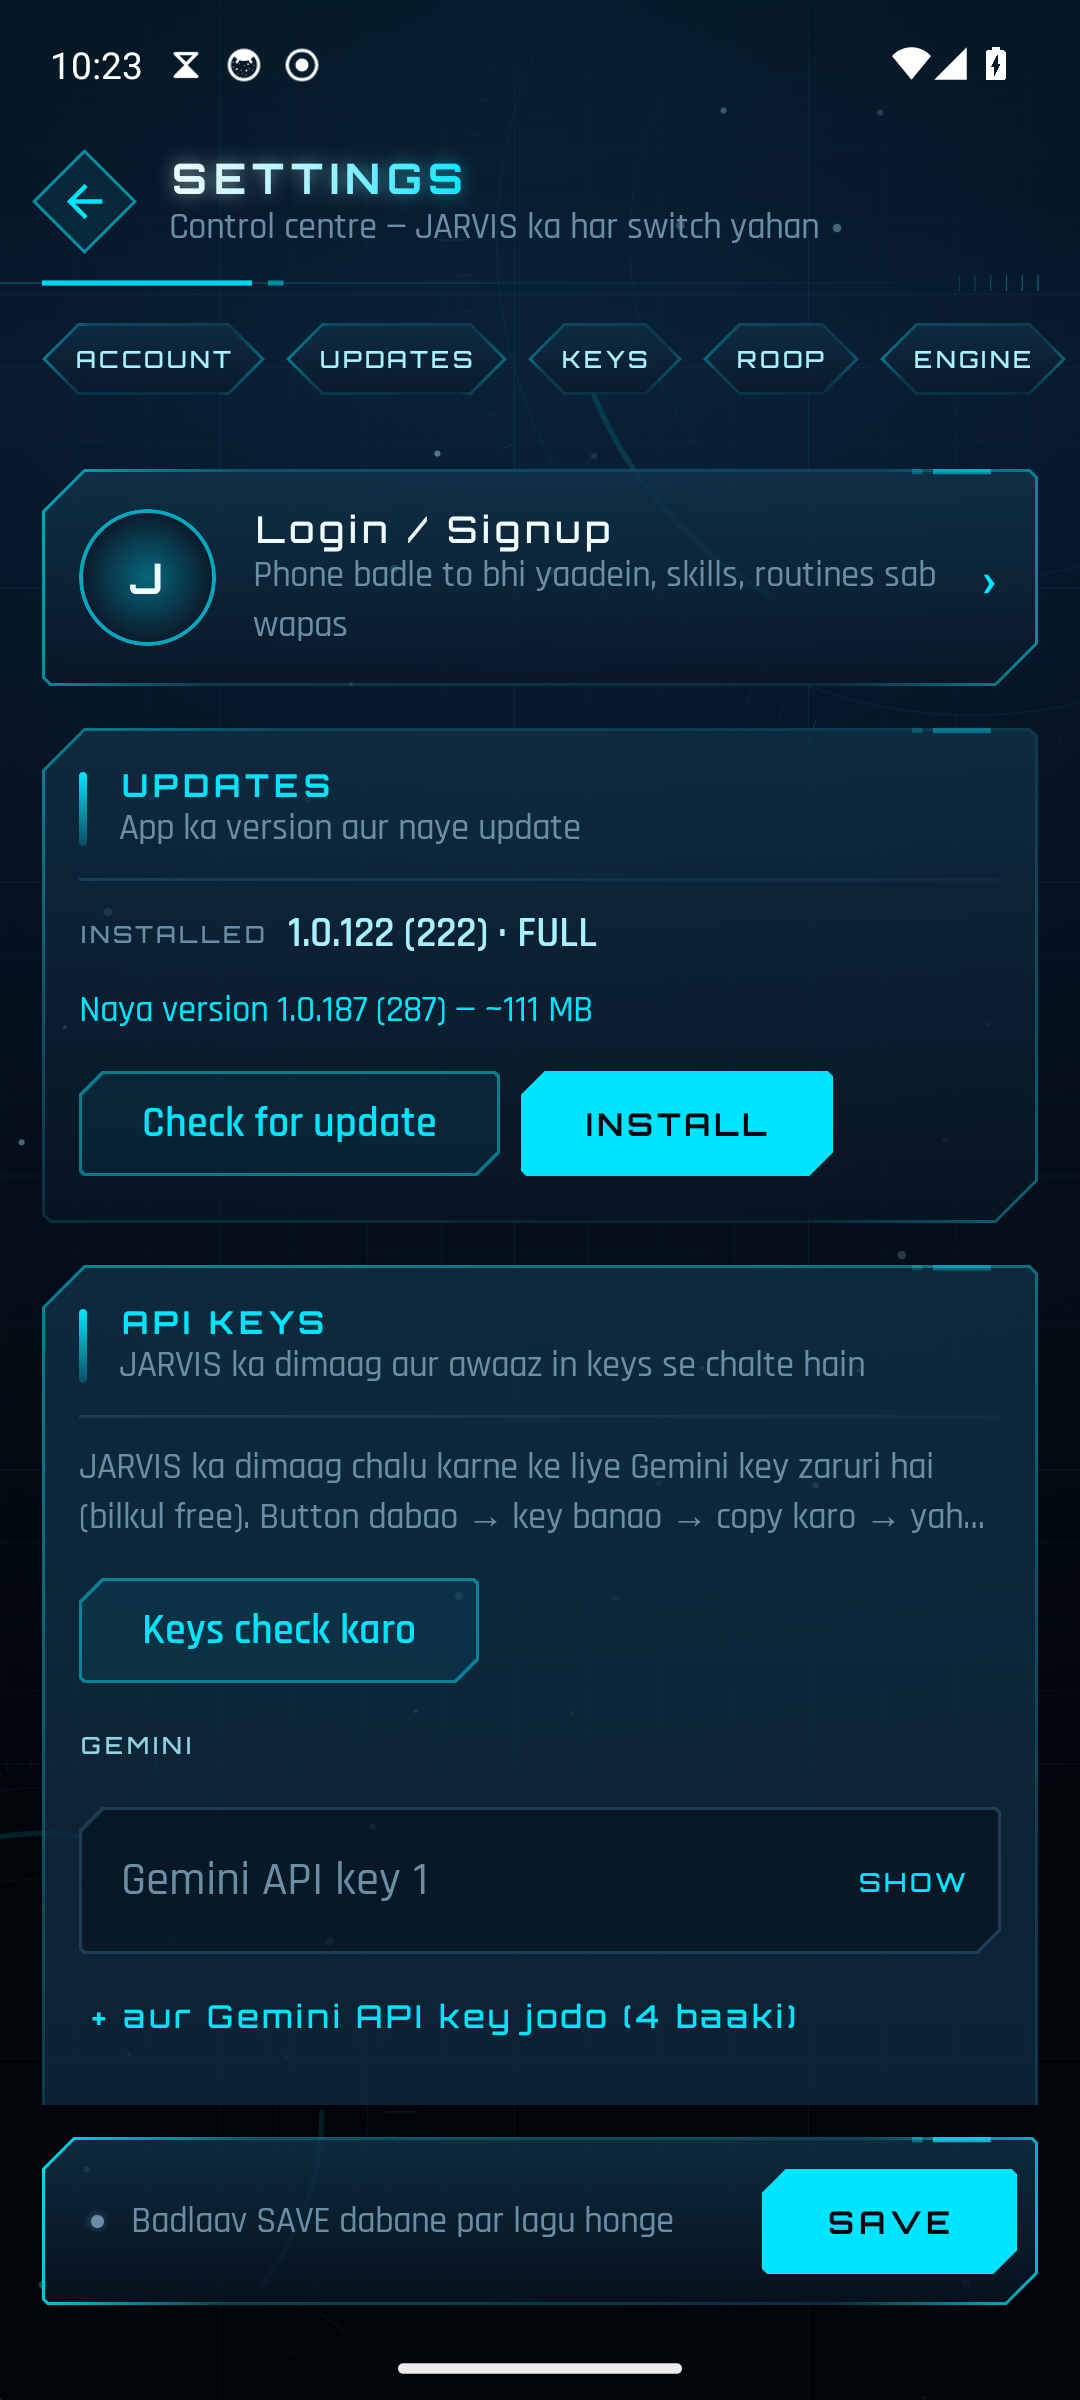 10:23
SETTINGS
Control centre – JARVIS ka har switch yahan
ACCOUNT
UPDATES
KEYS
ROOP
ENGINE
J
Login / Signup
Phone badle to bhi yaadein, skills, routines sab
wapas
›
UPDATES
App ka version aur naye update
INSTALLED 1.0.122 (222) · FULL
Naya version 1.0.187 (287) – ~111 MB
Check for update
INSTALL
API KEYS
JARVIS ka dimaag aur awaaz in keys se chalte hain
JARVIS ka dimaag chalu karne ke liye Gemini key zaruri hai
(bilkul free). Button dabao → key banao → copy karo → yah...
Keys check karo
GEMINI
Gemini API key 1
SHOW
+ aur Gemini API key jodo (4 baaki)
Badlaav SAVE dabane par lagu honge
SAVE